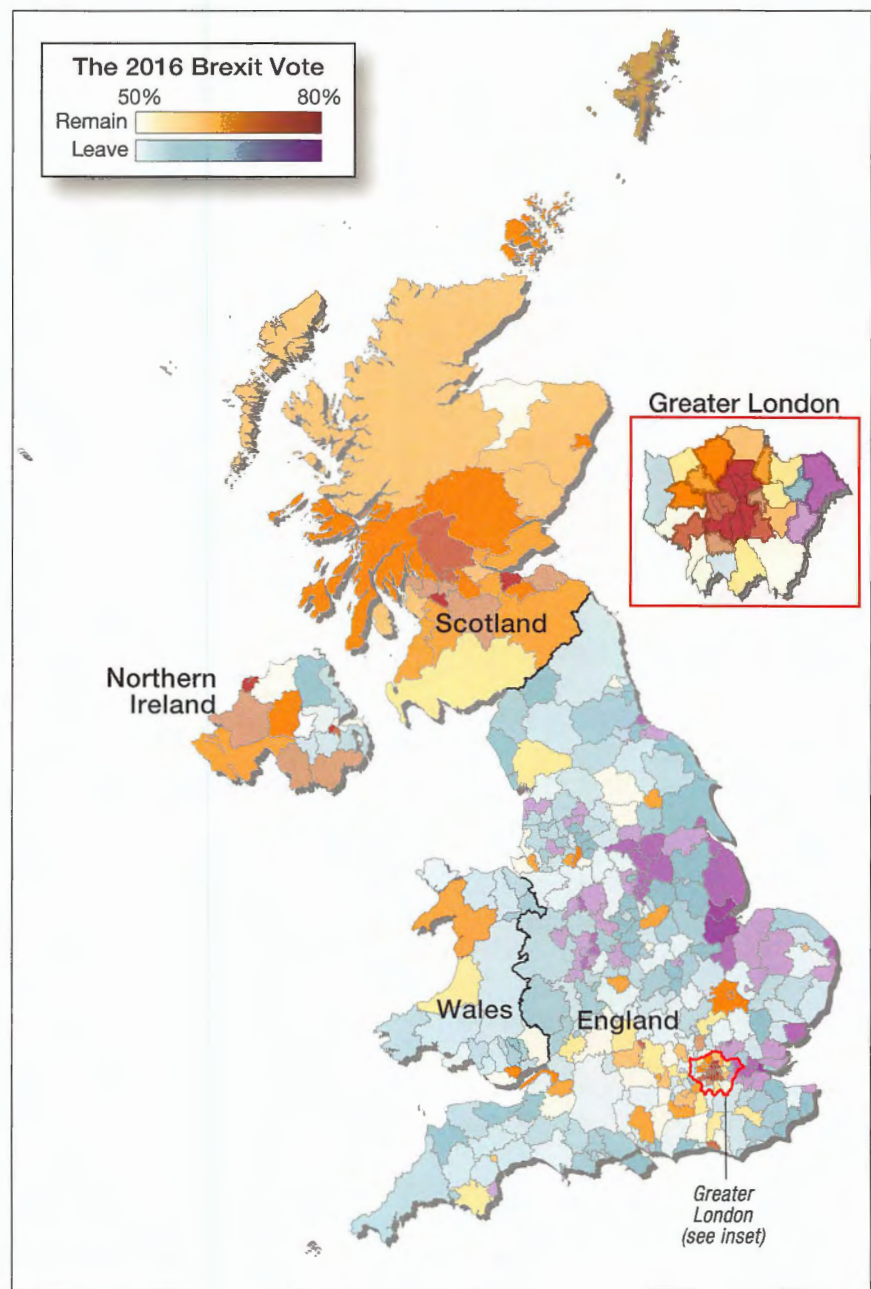 The 2016 Brexit Vote
50% 80%
Remain
Leave
Greater London
Scotland
Northern
Ireland
Wales
England
Greater
London
(see inset)